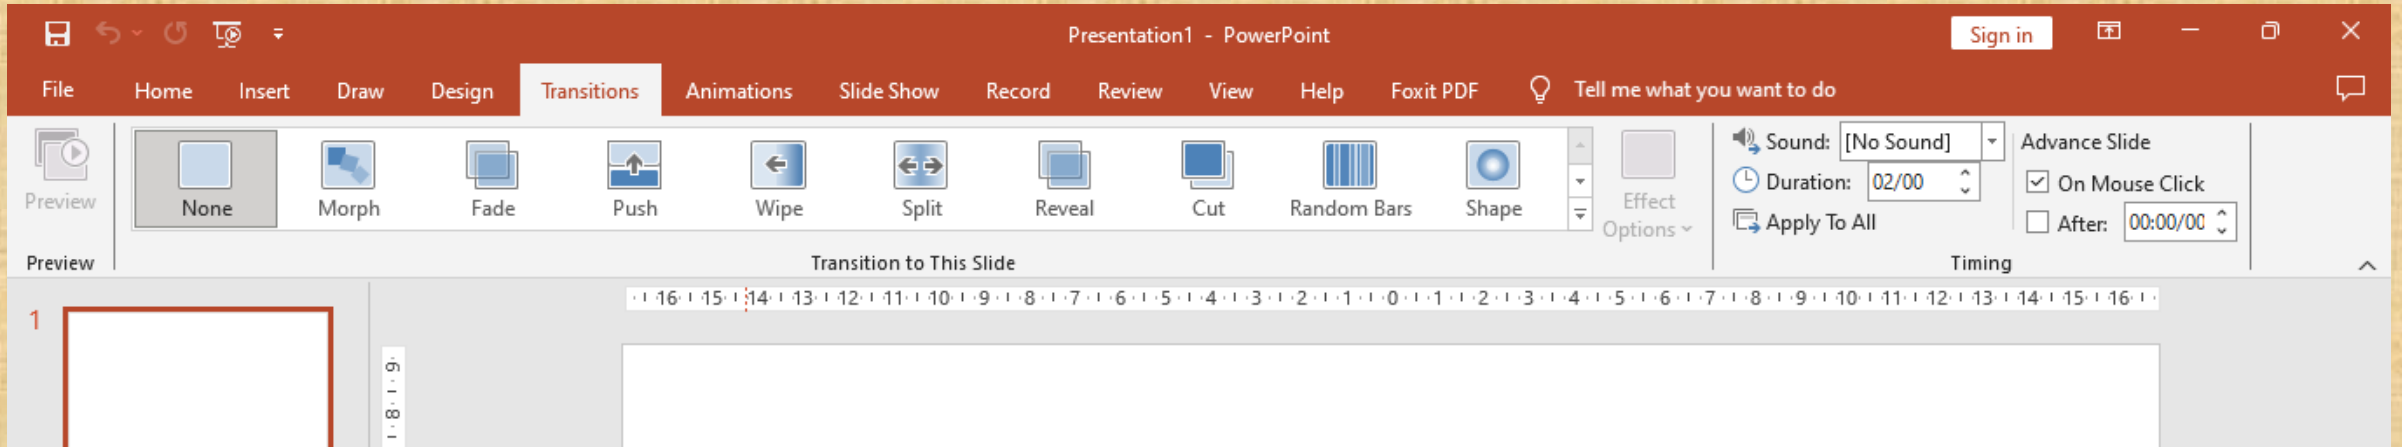 Presentation1 - PowerPoint
Sign in
File Home Insert Draw Design Transitions Animations Slide Show Record Review View Help Foxit PDF Tell me what you want to do
Preview
None Morph Fade Push Wipe Split Reveal Cut Random Bars Shape
Effect
Options
Sound: [No Sound]
Duration: 02/00
Apply To All
Advance Slide
On Mouse Click
After: 00:00/00
Preview Transition to This Slide Timing
16 15 14 13 12 11 10 9 8 7 6 5 4 3 2 1 0 1 2 3 4 5 6 7 8 9 10 11 12 13 14 15 16
1
9
8